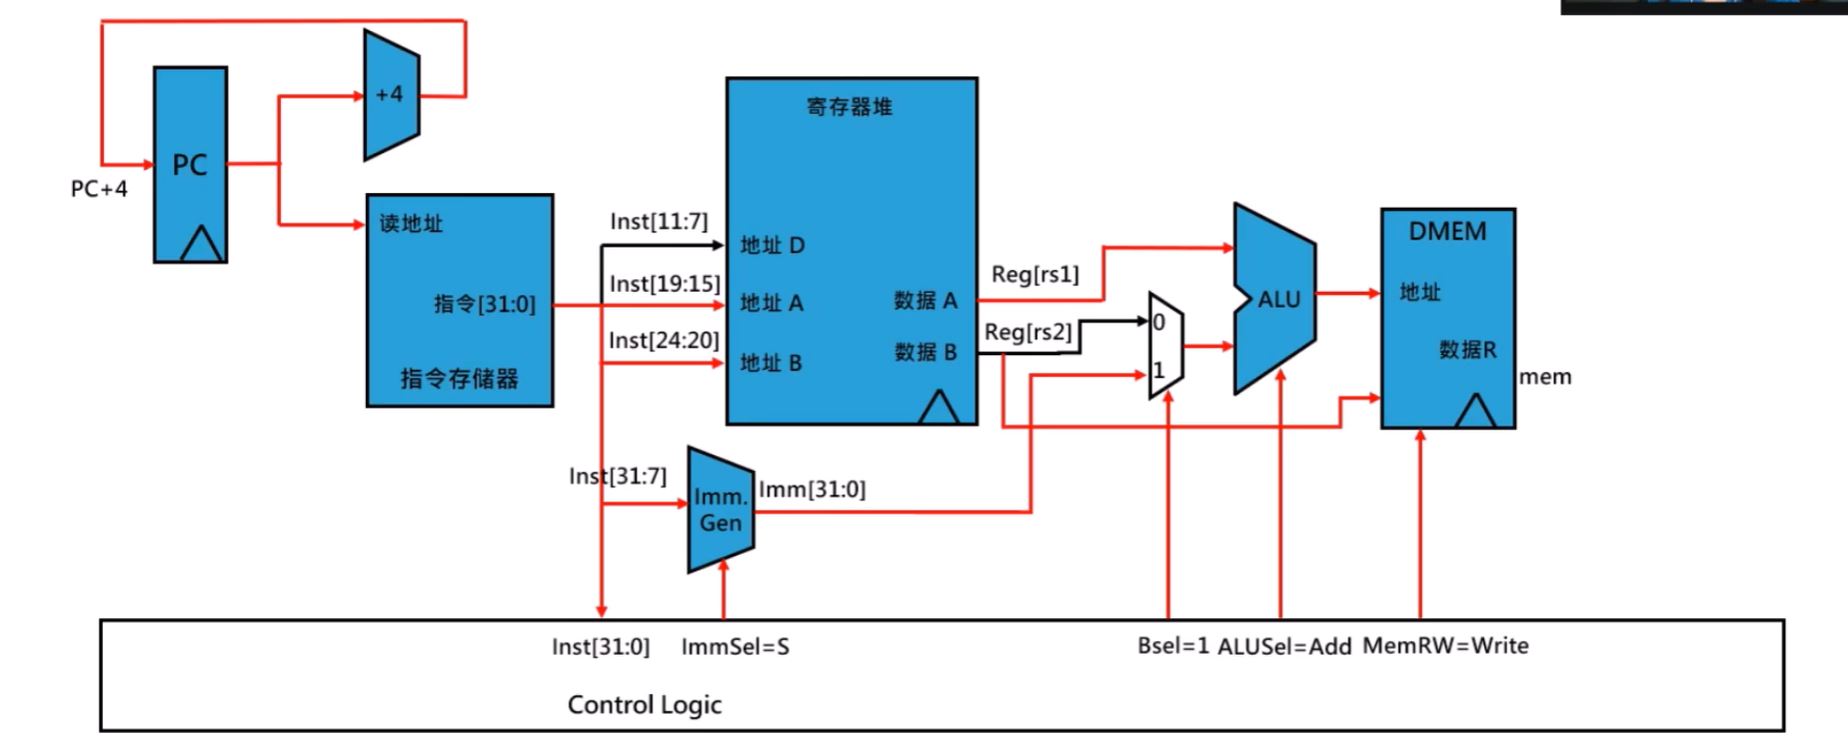 +4
PC
PC+4
读地址
指令[31:0]
指令存储器
Inst[11:7]
Inst[19:15]
Inst[24:20]
Inst[31:7]
寄存器堆
地址 D
地址 A
地址 B
数据 A
数据 B
Reg[rs1]
Reg[rs2]
0
1
ALU
DMEM
地址
数据R
mem
Imm.
Gen
Imm[31:0]
Inst[31:0]
ImmSel=S
Bsel=1
ALUSel=Add
MemRW=Write
Control Logic